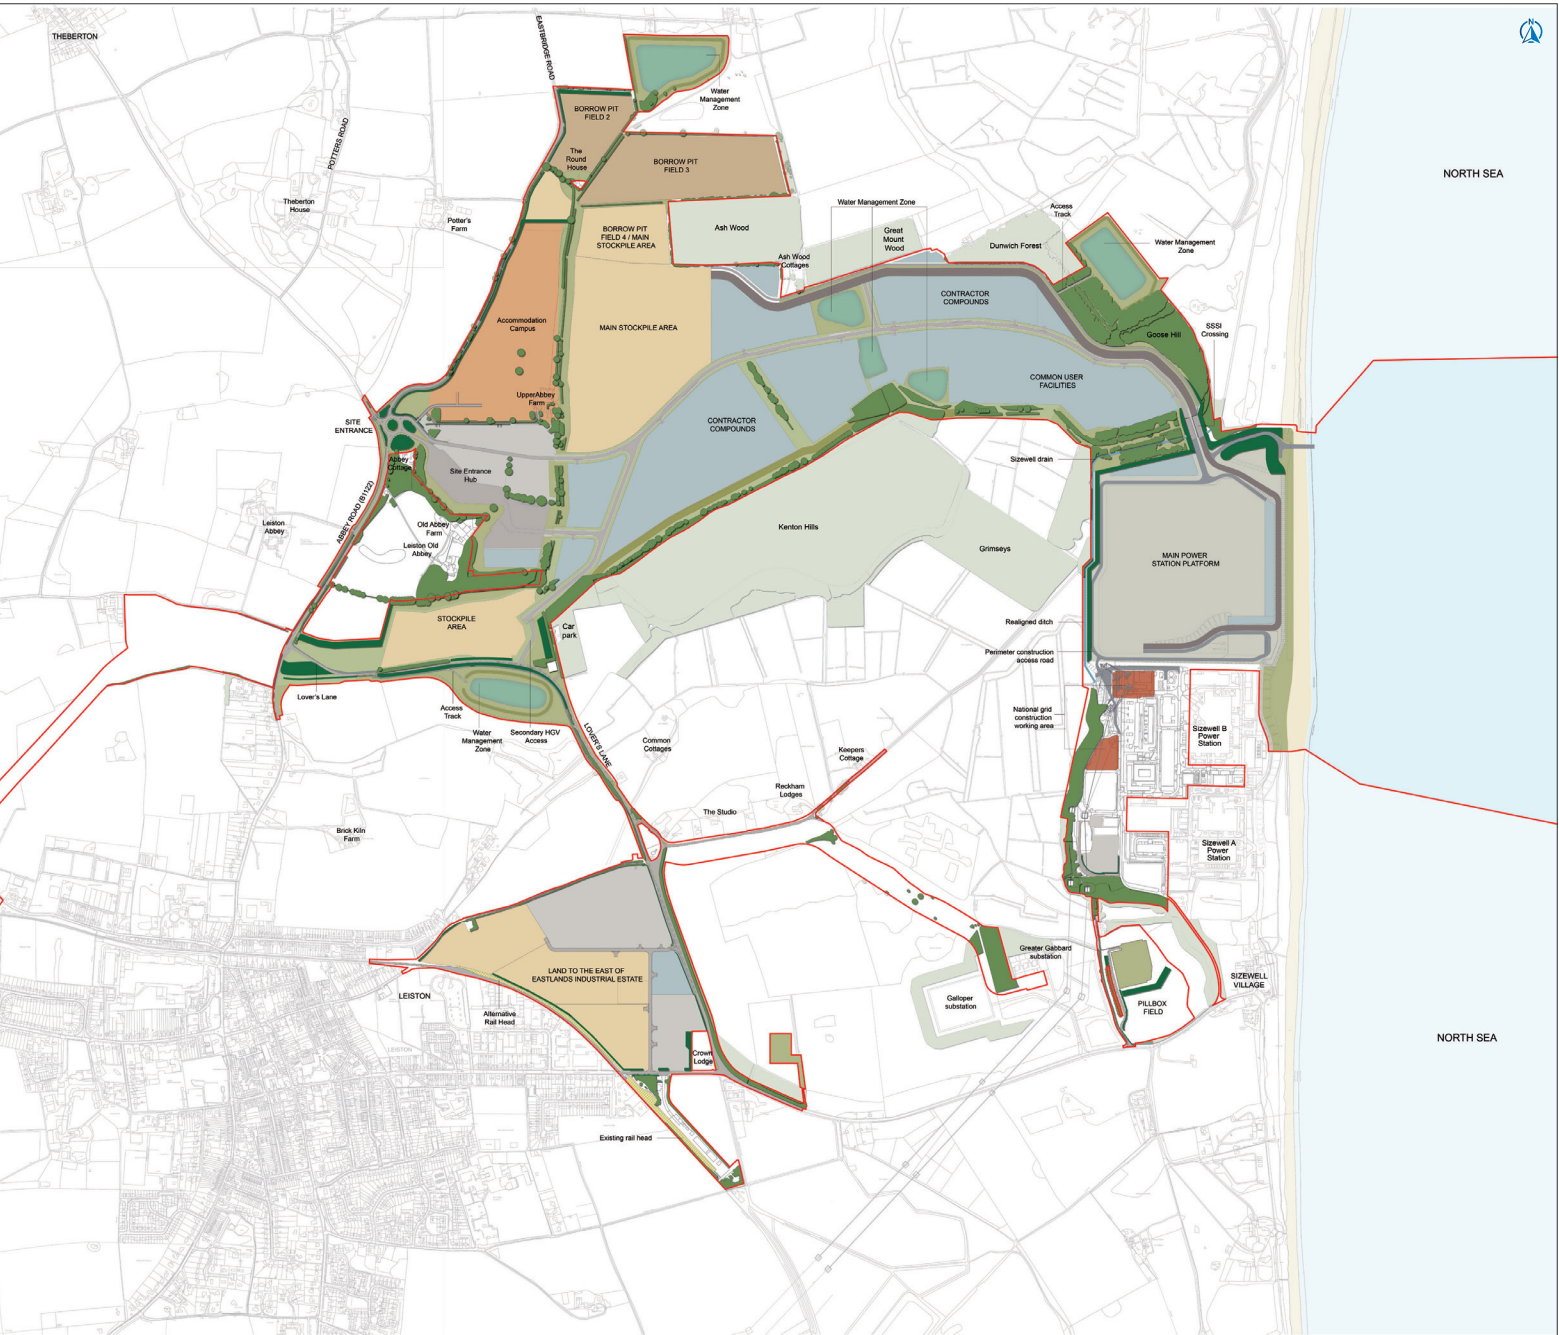 N
THEBERTON
EASTBRIDGE ROAD
POTTERS ROAD
Water
Management
Zone
BORROW PIT
FIELD 2
The
Round
House
BORROW PIT
FIELD 3
NORTH SEA
Theberton
House
Potter's
Farm
BORROW PIT
FIELD 4 / MAIN
STOCKPILE AREA
Ash Wood
Water Management Zone
Great
Mount
Wood
Access
Track
Dunwich Forest
Water Management
Zone
Ash Wood
Cottages
CONTRACTOR
COMPOUNDS
Accommodation
Campus
MAIN STOCKPILE AREA
Goose Hill
SSSI
Crossing
COMMON USER
FACILITIES
UpperAbbey
Farm
SITE
ENTRANCE
CONTRACTOR
COMPOUNDS
Abbey
Cottage
Site Entrance
Hub
Sizewell drain
ABBEY ROAD (B1122)
Leiston
Abbey
Old Abbey
Farm
Leiston Old
Abbey
Kenton Hills
Grimseys
MAIN POWER
STATION PLATFORM
STOCKPILE
AREA
Car
park
Realigned ditch
Perimeter construction
access road
Lover's Lane
Access
Track
Water
Management
Zone
Secondary HGV
Access
LOVER'S LANE
Common
Cottages
National grid
construction
working area
Sizewell B
Power
Station
Keepers
Cottage
Reckham
Lodges
The Studio
Brick Kiln
Farm
Sizewell A
Power
Station
LAND TO THE EAST OF
EASTLANDS INDUSTRIAL ESTATE
Greater Gabbard
substation
Galloper
substation
SIZEWELL
VILLAGE
PILLBOX
FIELD
LEISTON
Alternative
Rail Head
NORTH SEA
LEISTON
Crown
Lodge
Existing rail head